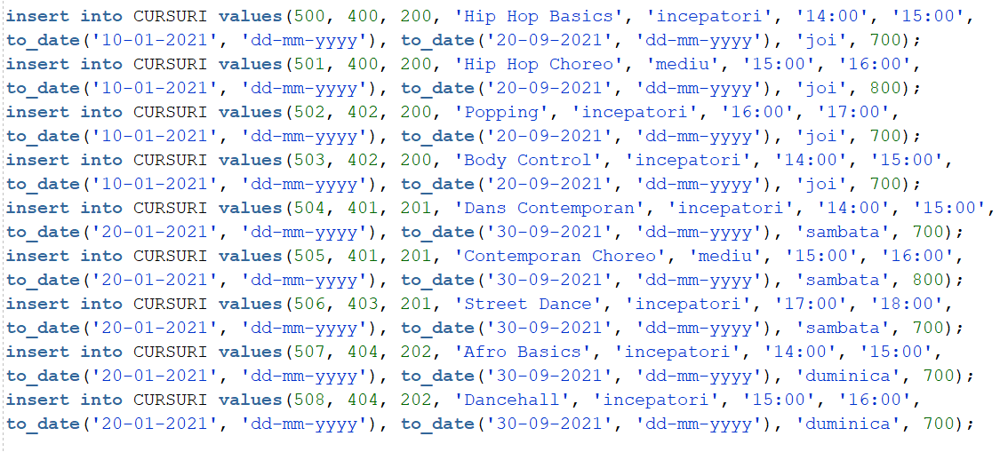 insert into CURSURI values(500, 400, 200, 'Hip Hop Basics', 'incepatori', '14:00', '15:00',
to_date('10-01-2021', 'dd-mm-yyyy'), to_date('20-09-2021', 'dd-mm-yyyy'), 'joi', 700);
insert into CURSURI values(501, 400, 200, 'Hip Hop Choreo', 'mediu', '15:00', '16:00',
to_date('10-01-2021', 'dd-mm-yyyy'), to_date('20-09-2021', 'dd-mm-yyyy'), 'joi', 800);
insert into CURSURI values(502, 402, 200, 'Popping', 'incepatori', '16:00', '17:00',
to_date('10-01-2021', 'dd-mm-yyyy'), to_date('20-09-2021', 'dd-mm-yyyy'), 'joi', 700);
insert into CURSURI values(503, 402, 200, 'Body Control', 'incepatori', '14:00', '15:00',
to_date('10-01-2021', 'dd-mm-yyyy'), to_date('20-09-2021', 'dd-mm-yyyy'), 'joi', 700);
insert into CURSURI values(504, 401, 201, 'Dans Contemporan', 'incepatori', '14:00', '15:00',
to_date('20-01-2021', 'dd-mm-yyyy'), to_date('30-09-2021', 'dd-mm-yyyy'), 'sambata', 700);
insert into CURSURI values(505, 401, 201, 'Contemporan Choreo', 'mediu', '15:00', '16:00',
to_date('20-01-2021', 'dd-mm-yyyy'), to_date('30-09-2021', 'dd-mm-yyyy'), 'sambata', 800);
insert into CURSURI values(506, 403, 201, 'Street Dance', 'incepatori', '17:00', '18:00',
to_date('20-01-2021', 'dd-mm-yyyy'), to_date('30-09-2021', 'dd-mm-yyyy'), 'sambata', 700);
insert into CURSURI values(507, 404, 202, 'Afro Basics', 'incepatori', '14:00', '15:00',
to_date('20-01-2021', 'dd-mm-yyyy'), to_date('30-09-2021', 'dd-mm-yyyy'), 'duminica', 700);
insert into CURSURI values(508, 404, 202, 'Dancehall', 'incepatori', '15:00', '16:00',
to_date('20-01-2021', 'dd-mm-yyyy'), to_date('30-09-2021', 'dd-mm-yyyy'), 'duminica', 700);